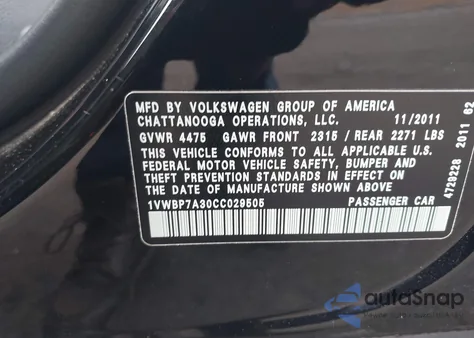 MFD BY VOLKSWAGEN GROUP OF AMERICA
CHATTANOOGA OPERATIONS, LLC. 11/2011
GVWR 4475 GAWR FRONT 2315 / REAR 2271 LBS
THIS VEHICLE CONFORMS TO ALL APPLICABLE U.S.
FEDERAL MOTOR VEHICLE SAFETY, BUMPER AND
THEFT PREVENTION STANDARDS IN EFFECT ON THE
DATE OF MANUFACTURE SHOWN ABOVE
1VWBP7A30CC029505 PASSENGER CAR
4729228 2011 62
autoSnap